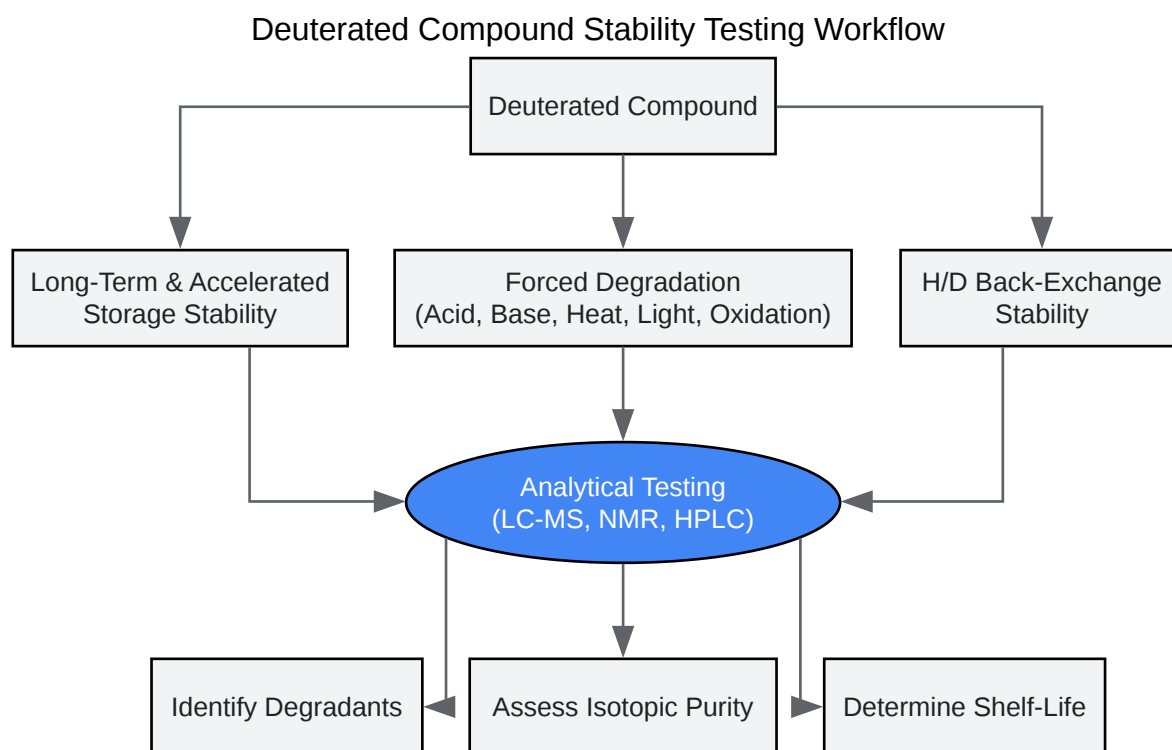 Deuterated Compound Stability Testing Workflow
Deuterated Compound
Long-Term & Accelerated
Storage Stability
Forced Degradation
(Acid, Base, Heat, Light, Oxidation)
H/D Back-Exchange
Stability
Analytical Testing
(LC-MS, NMR, HPLC)
Identify Degradants
Assess Isotopic Purity
Determine Shelf-Life